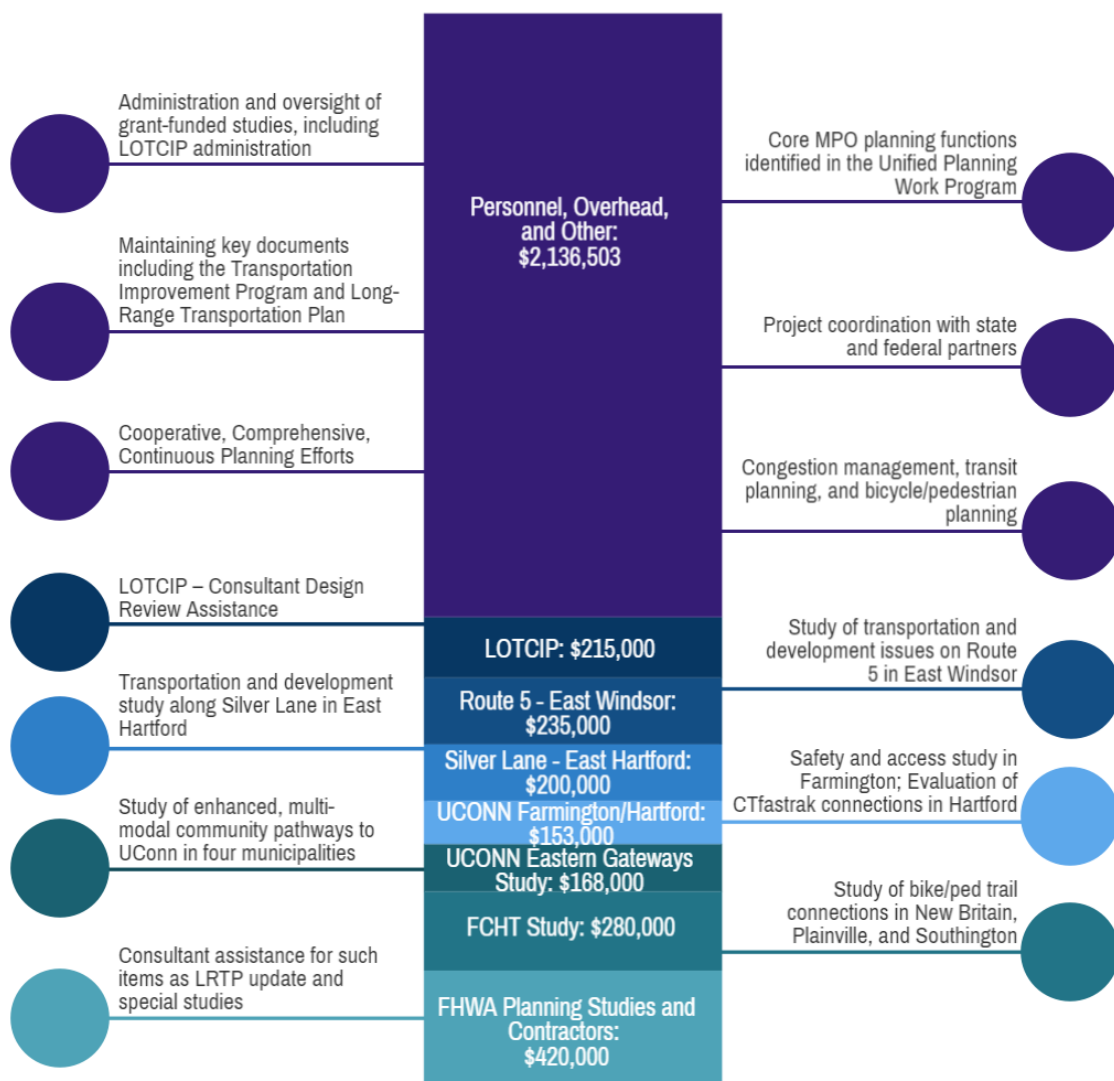 Administration and oversight of
grant-funded studies, including
LOTCIP administration
Maintaining key documents
including the Transportation
Improvement Program and Long-
Range Transportation Plan
Cooperative, Comprehensive,
Continuous Planning Efforts
LOTCIP – Consultant Design
Review Assistance
Transportation and development
study along Silver Lane in East
Hartford
Study of enhanced, multi-
modal community pathways to
UConn in four municipalities
Consultant assistance for such
items as LRTP update and
special studies
Personnel, Overhead,
and Other:
$2,136,503
LOTCIP: $215,000
Route 5 - East Windsor:
$235,000
Silver Lane - East Hartford:
$200,000
UCONN Farmington/Hartford:
$153,000
UCONN Eastern Gateways
Study: $168,000
FCHT Study: $280,000
FHWA Planning Studies and
Contractors:
$420,000
Core MPO planning functions
identified in the Unified Planning
Work Program
Project coordination with state
and federal partners
Congestion management, transit
planning, and bicycle/pedestrian
planning
Study of transportation and
development issues on Route
5 in East Windsor
Safety and access study in
Farmington; Evaluation of
CTfastrak connections in Hartford
Study of bike/ped trail
connections in New Britain,
Plainville, and Southington